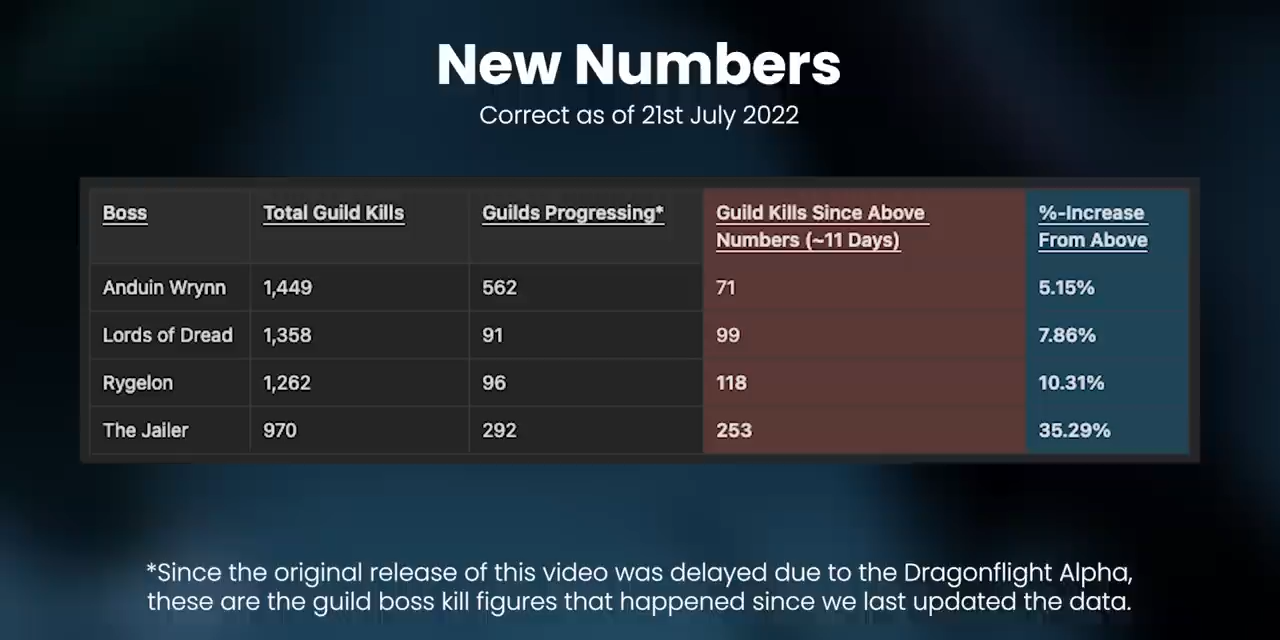 New Numbers
Correct as of 21st July 2022
Boss Total Guild Kills Guilds Progressing* Guild Kills Since Above Numbers (~11 Days) %-Increase From Above
Anduin Wrynn 1,449 562 71 5.15%
Lords of Dread 1,358 91 99 7.86%
Rygelon 1,262 96 118 10.31%
The Jailer 970 292 253 35.29%
*Since the original release of this video was delayed due to the Dragonflight Alpha,
these are the guild boss kill figures that happened since we last updated the data.